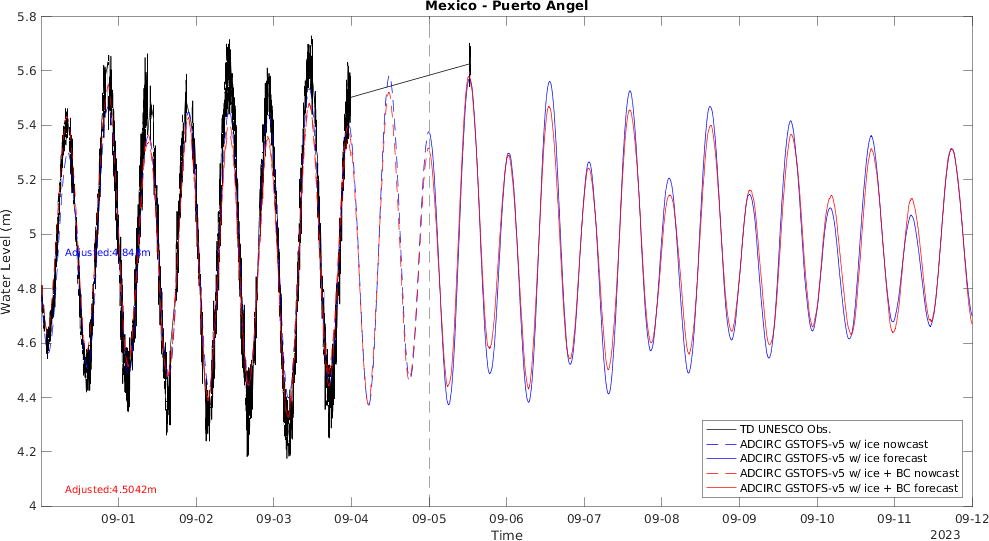 Mexico - Puerto Angel
5.8
5.6
5.4
5.2
5
4.8
4.6
4.4
4.2
4
Water Level (m)
Adjusted:4.843m
Adjusted:4.5042m
TD UNESCO Obs.
ADCIRC GSTOFS-v5 w/ ice nowcast
ADCIRC GSTOFS-v5 w/ ice forecast
ADCIRC GSTOFS-v5 w/ ice + BC nowcast
ADCIRC GSTOFS-v5 w/ ice + BC forecast
09-01 09-02 09-03 09-04 09-05 09-06 09-07 09-08 09-09 09-10 09-11 09-12
Time
2023